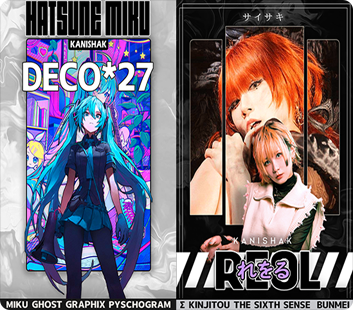 HATSUNE MIKU
KANISHAK
DECO*27
MIKU GHOST GRAPHIX PYSCHOGRAM
サイサキ
KANISHAK
REOL
れをる
Σ KINJITOU THE SIXTH SENSE BUNMEI